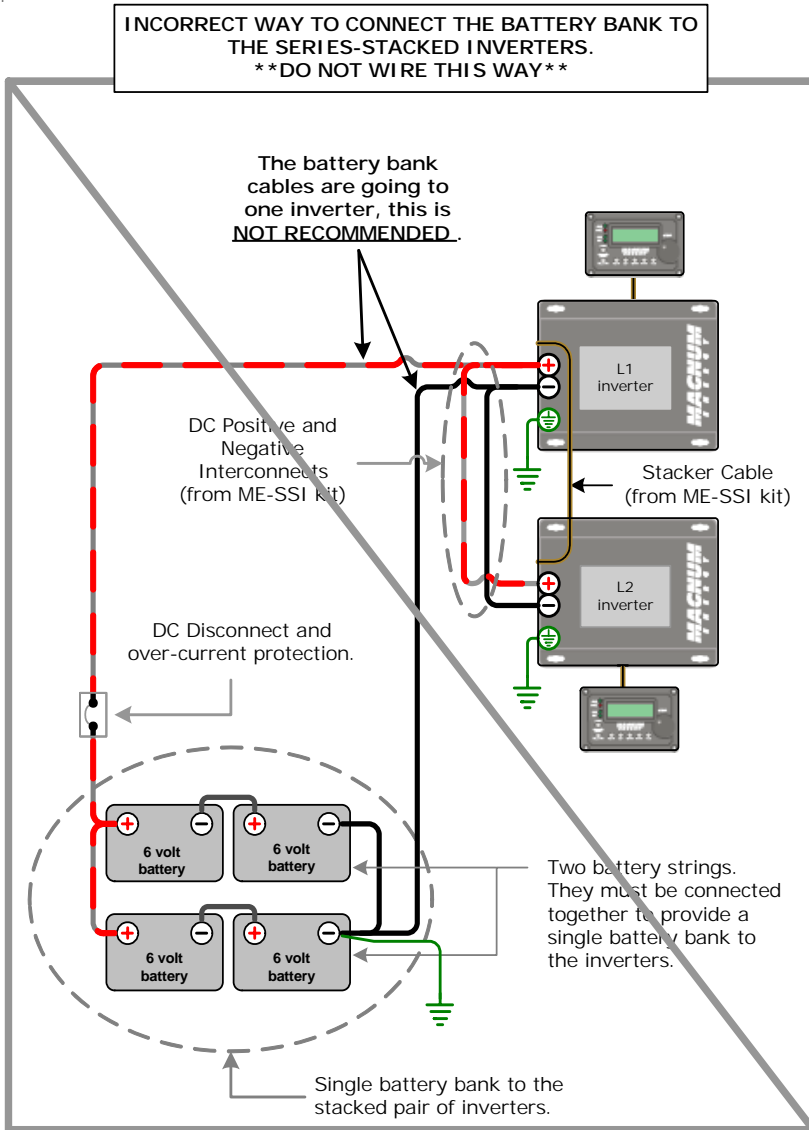 INCORRECT WAY TO CONNECT THE BATTERY BANK TO
THE SERIES-STACKED INVERTERS.
**DO NOT WIRE THIS WAY**
The battery bank
cables are going to
one inverter, this is
NOT RECOMMENDED.
+
−
L1
inverter
MAGNUM
ENERGY
DC Positive and
Negative
Interconnects
(from ME-SSI kit)
Stacker Cable
(from ME-SSI kit)
+
−
L2
inverter
MAGNUM
ENERGY
DC Disconnect and
over-current protection.
+
−
6 volt
battery
+
−
6 volt
battery
+
−
6 volt
battery
+
−
6 volt
battery
Two battery strings.
They must be connected
together to provide a
single battery bank to
the inverters.
Single battery bank to the
stacked pair of inverters.